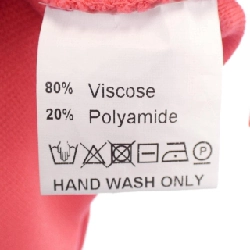 80% Viscose
20% Polyamide
P
HAND WASH ONLY